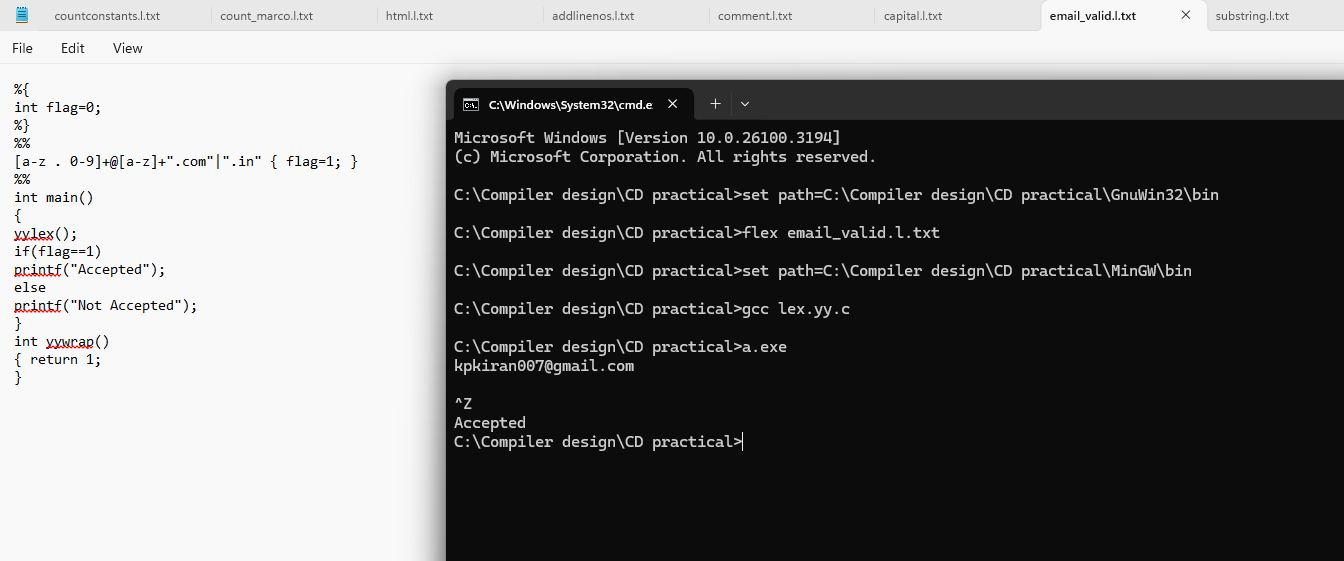 countconstants.l.txt count_marco.l.txt html.l.txt addlinenos.l.txt comment.l.txt capital.l.txt email_valid.l.txt substring.l.txt
File Edit View
%{
int flag=0;
%}
%%
[a-z . 0-9]+@[a-z]+".com"|".in" { flag=1; }
%%
int main()
{
yylex();
if(flag==1)
printf("Accepted");
else
printf("Not Accepted");
}
int yywrap()
{ return 1;
}
C:\Windows\System32\cmd.e
Microsoft Windows [Version 10.0.26100.3194]
(c) Microsoft Corporation. All rights reserved.
C:\Compiler design\CD practical>set path=C:\Compiler design\CD practical\GnuWin32\bin
C:\Compiler design\CD practical>flex email_valid.l.txt
C:\Compiler design\CD practical>set path=C:\Compiler design\CD practical\MinGW\bin
C:\Compiler design\CD practical>gcc lex.yy.c
C:\Compiler design\CD practical>a.exe
kpkiran007@gmail.com
^Z
Accepted
C:\Compiler design\CD practical>